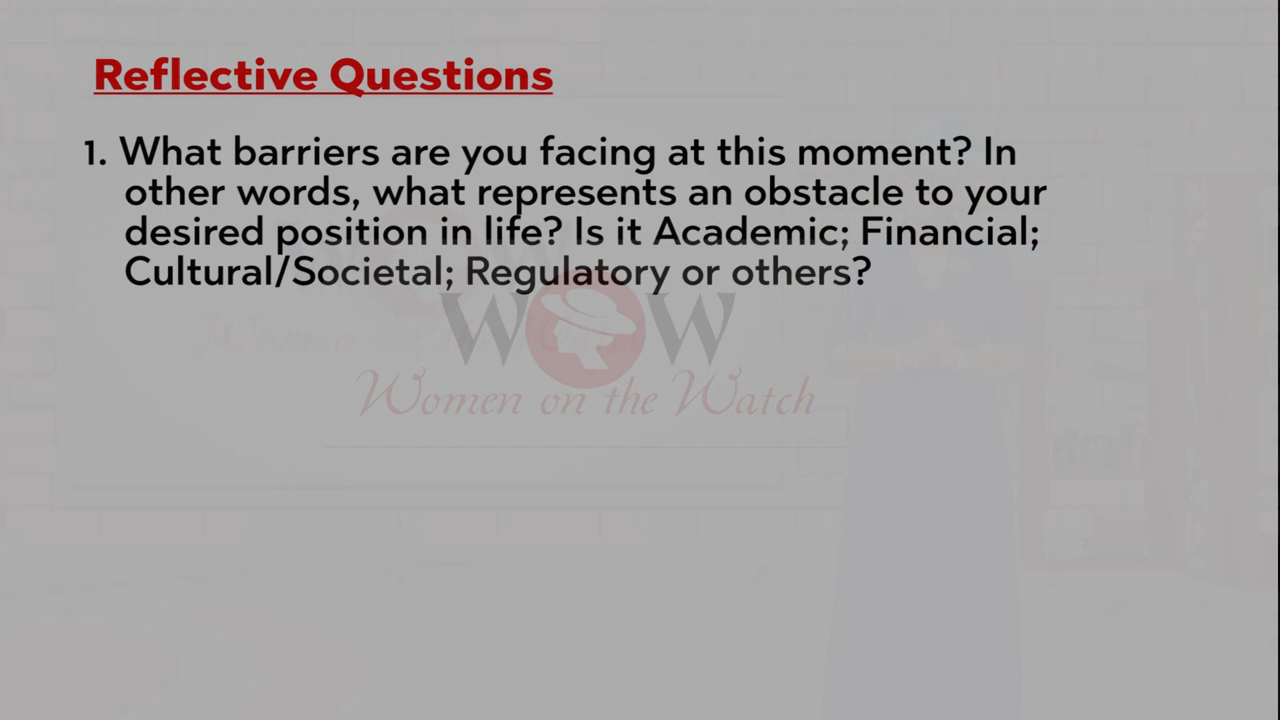 Reflective Questions
1. What barriers are you facing at this moment? In
other words, what represents an obstacle to your
desired position in life? Is it Academic; Financial;
Cultural/Societal; Regulatory or others?
WOW
Women on the Watch